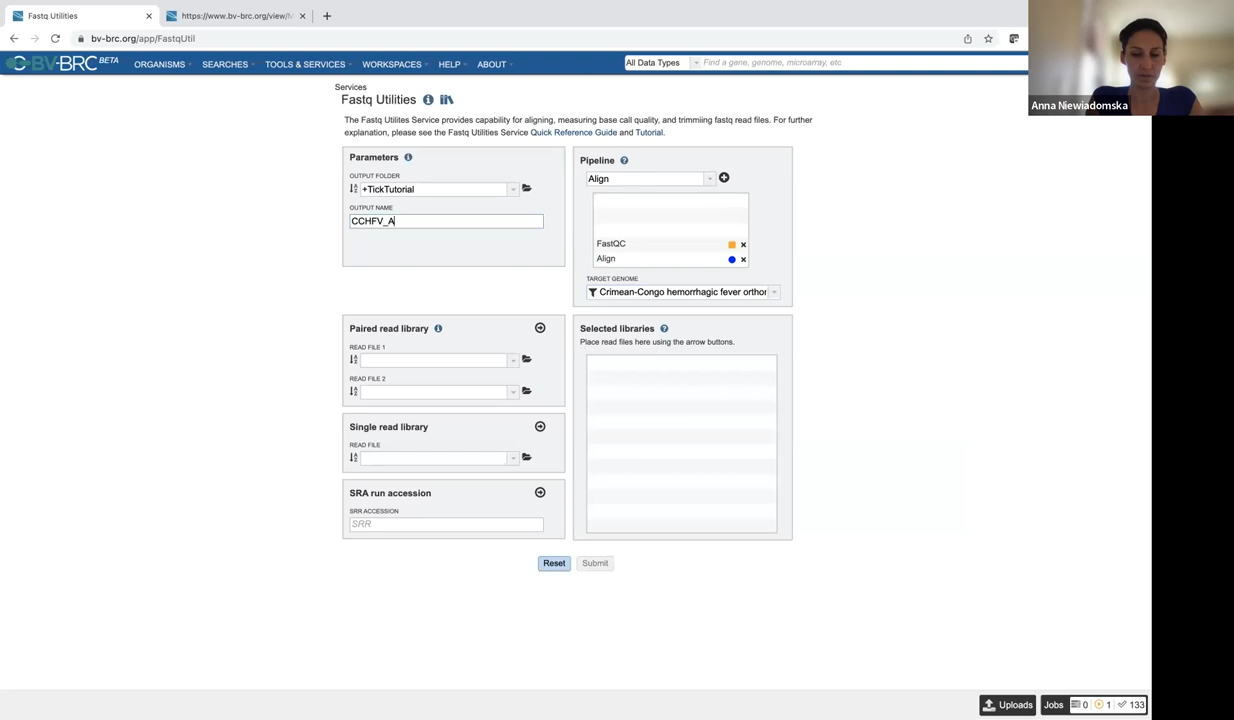 Fastq Utilities
https://www.bv-brc.org/view/M
bv-brc.org/app/FastqUtil
BV-BRC BETA
ORGANISMS
SEARCHES
TOOLS & SERVICES
WORKSPACES
HELP
ABOUT
All Data Types
Find a gene, genome, microarray, etc
Anna Niewiadomska
Services
Fastq Utilities
The Fastq Utilites Service provides capability for aligning, measuring base call quality, and trimmiing fastq read files. For further
explanation, please see the Fastq Utilities Service Quick Reference Guide and Tutorial.
Parameters
OUTPUT FOLDER
+TickTutorial
OUTPUT NAME
CCHFV_A
Pipeline
Align
FastQC
Align
TARGET GENOME
Crimean-Congo hemorrhagic fever orthor
Paired read library
READ FILE 1
READ FILE 2
Single read library
READ FILE
SRA run accession
SRR ACCESSION
SRR
Selected libraries
Place read files here using the arrow buttons.
Reset
Submit
Uploads
Jobs
0
1
133